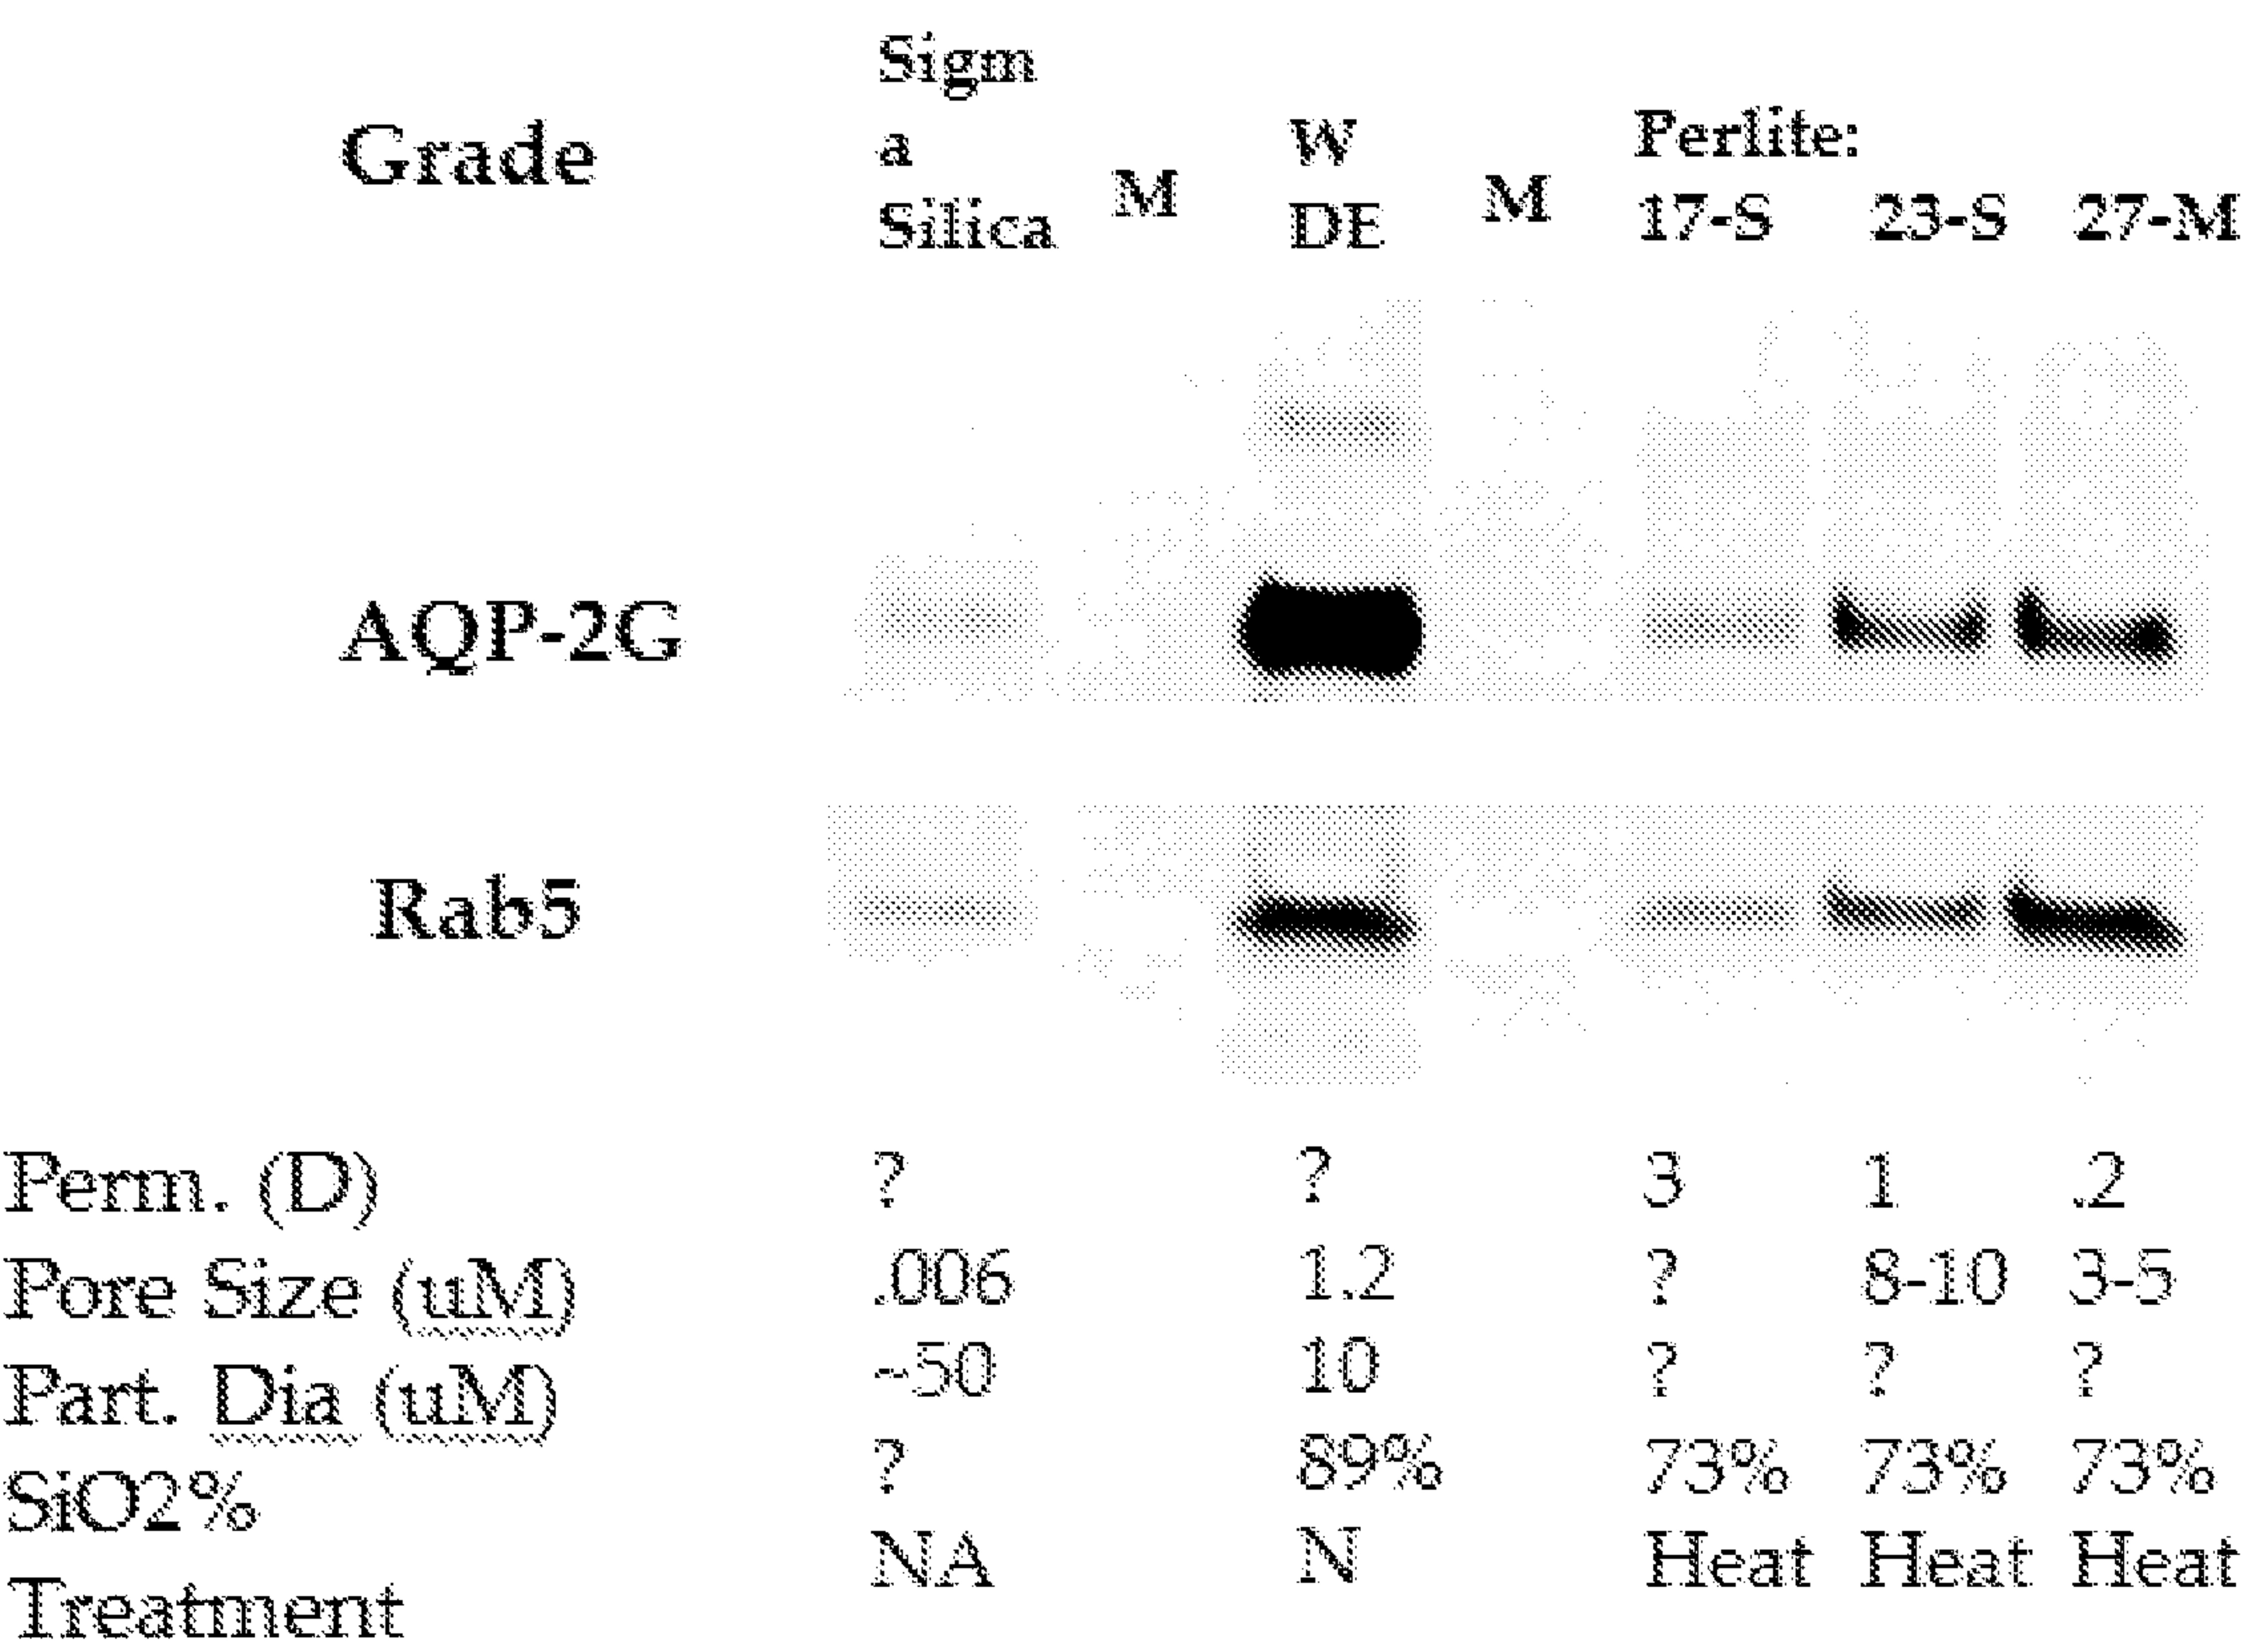 Grade Sigm a Silica M W DE M Perlite: 17-S 23-S 27-M
AQP-2G
Rab5
Perm. (D) ? ? 3 1 .2
Pore Size (uM) .006 1.2 ? 8-10 3-5
Part. Dia (uM) ~50 10 ? ? ?
SiO2% ? 89% 73% 73% 73%
Treatment NA N Heat Heat Heat